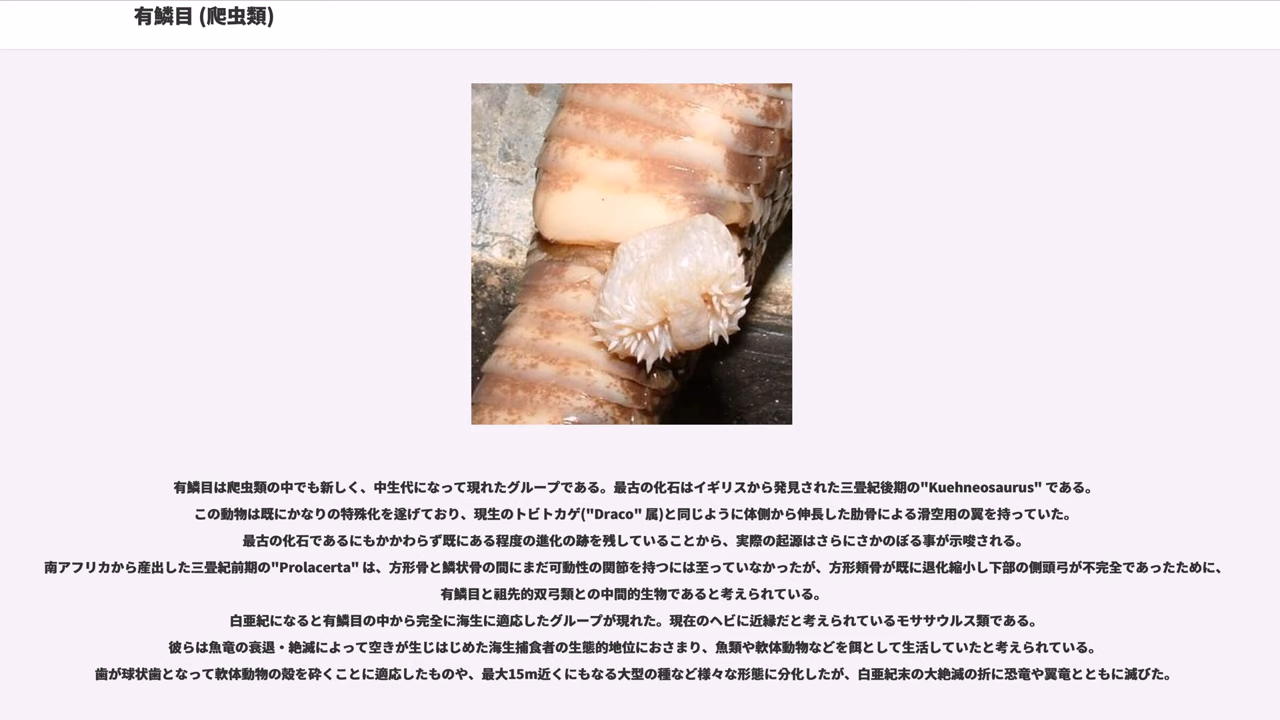 有鱗目 (爬虫類)
有鱗目は爬虫類の中でも新しく、中生代になって現れたグループである。最古の化石はイギリスから発見された三畳紀後期の"Kuehneosaurus" である。
この動物は既にかなりの特殊化を遂げており、現生のトビトカゲ("Draco" 属)と同じように体側から伸長した肋骨による滑空用の翼を持っていた。
最古の化石であるにもかかわらず既にある程度の進化の跡を残していることから、実際の起源はさらにさかのぼる事が示唆される。
南アフリカから産出した三畳紀前期の"Prolacerta" は、方形骨と鱗状骨の間にまだ可動性の関節を持つには至っていなかったが、方形頬骨が既に退化縮小し下部の側頭弓が不完全であったために、
有鱗目と祖先的双弓類との中間的生物であると考えられている。
白亜紀になると有鱗目の中から完全に海生に適応したグループが現れた。現在のヘビに近縁だと考えられているモササウルス類である。
彼らは魚竜の衰退・絶滅によって空きが生じはじめた海生捕食者の生態的地位におさまり、魚類や軟体動物などを餌として生活していたと考えられている。
歯が球状歯となって軟体動物の殻を砕くことに適応したものや、最大15m近くにもなる大型の種など様々な形態に分化したが、白亜紀末の大絶滅の折に恐竜や翼竜とともに滅びた。